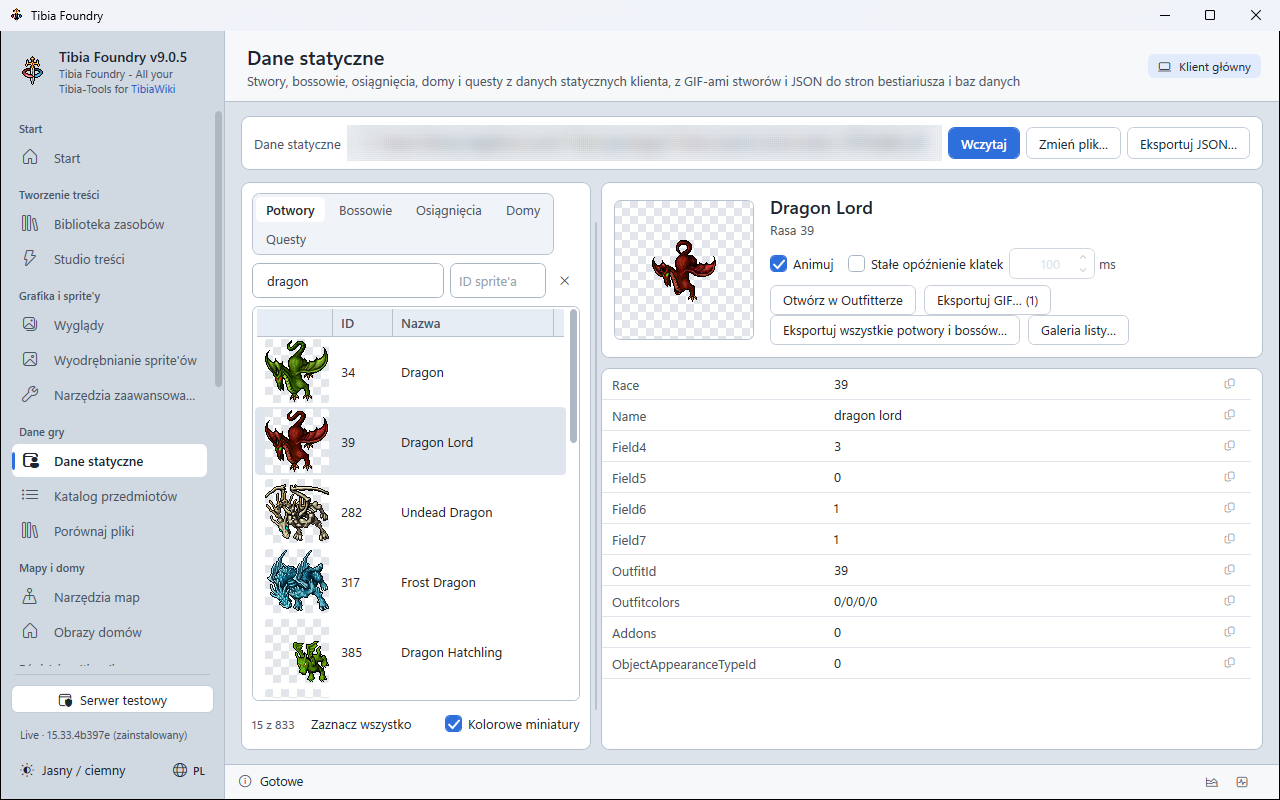 Tibia Foundry
Tibia Foundry v9.0.5
Tibia Foundry - All your
Tibia-Tools for TibiaWiki
Start
Start
Tworzenie treści
Biblioteka zasobów
Studio treści
Grafika i sprite'y
Wyglądy
Wyodrębnianie sprite'ów
Narzędzia zaawansowa...
Dane gry
Dane statyczne
Katalog przedmiotów
Porównaj pliki
Mapy i domy
Narzędzia map
Obrazy domów
Serwer testowy
Live · 15.33.4b397e (zainstalowany)
Jasny / ciemny
PL
Dane statyczne
Stwory, bossowie, osiągnięcia, domy i questy z danych statycznych klienta, z GIF-ami stworów i JSON do stron bestiariusza i baz danych
Klient główny
Dane statyczne
Wczytaj
Zmień plik...
Eksportuj JSON...
Potwory
Bossowie
Osiągnięcia
Domy
Questy
dragon
ID sprite'a
ID
Nazwa
34
Dragon
39
Dragon Lord
282
Undead Dragon
317
Frost Dragon
385
Dragon Hatchling
15 z 833
Zaznacz wszystko
Kolorowe miniatury
Dragon Lord
Rasa 39
Animuj
Stałe opóźnienie klatek
100
ms
Otwórz w Outfitterze
Eksportuj GIF... (1)
Eksportuj wszystkie potwory i bossów...
Galeria listy...
Race
39
Name
dragon lord
Field4
3
Field5
0
Field6
1
Field7
1
OutfitId
39
Outfitcolors
0/0/0/0
Addons
0
ObjectAppearanceTypeId
0
Gotowe